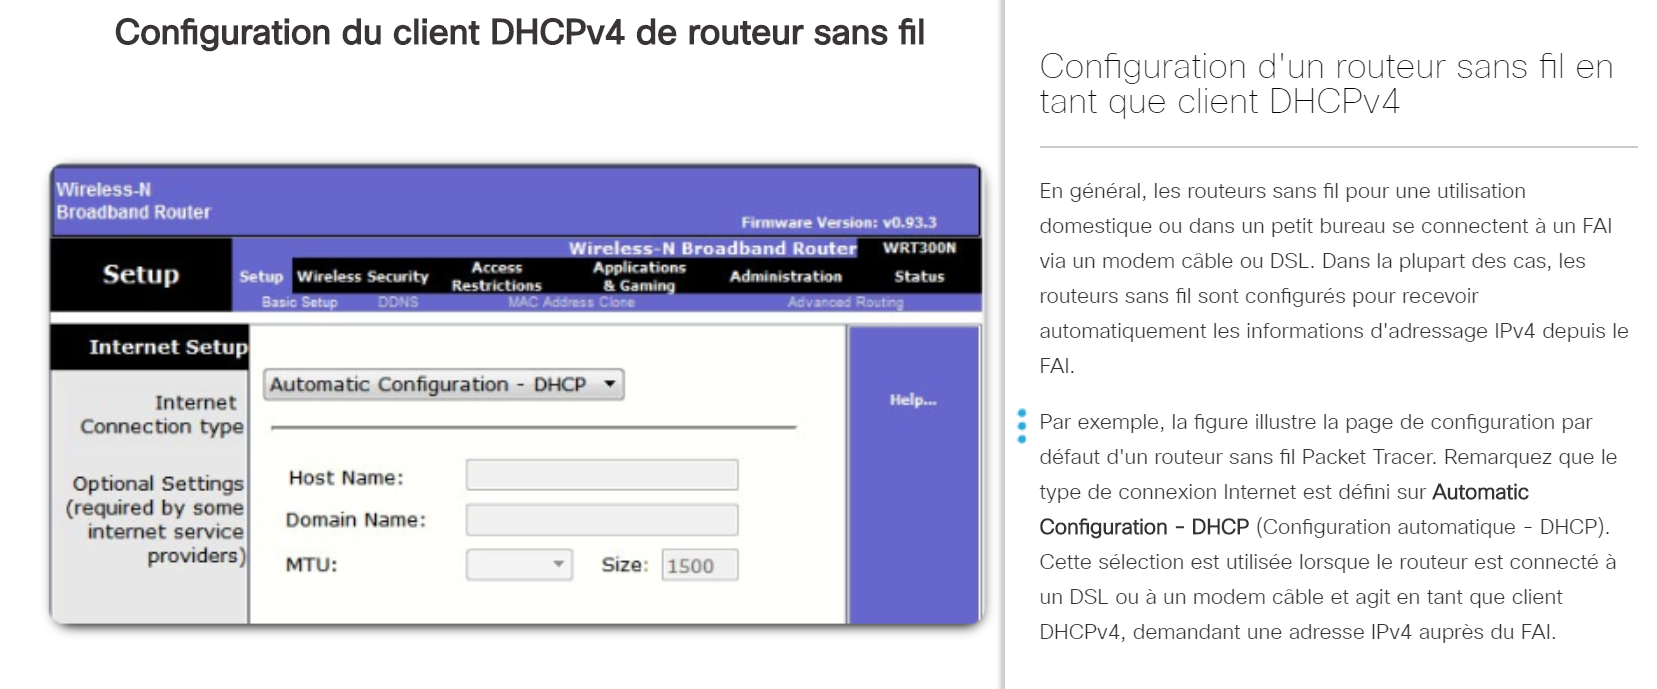 Configuration du client DHCPv4 de routeur sans fil
Wireless-N
Broadband Router
Firmware Version: v0.93.3
Wireless-N Broadband Router WRT300N
Setup
Setup Wireless Security Access Restrictions Applications & Gaming Administration Status
Basic Setup DDNS MAC Address Clone Advanced Routing
Internet Setup
Internet
Connection type
Automatic Configuration - DHCP
Help...
Optional Settings
(required by some
internet service
providers)
Host Name:
Domain Name:
MTU: Size: 1500
Configuration d'un routeur sans fil en
tant que client DHCPv4
En général, les routeurs sans fil pour une utilisation
domestique ou dans un petit bureau se connectent à un FAI
via un modem câble ou DSL. Dans la plupart des cas, les
routeurs sans fil sont configurés pour recevoir
automatiquement les informations d'adressage IPv4 depuis le
FAI.
Par exemple, la figure illustre la page de configuration par
défaut d'un routeur sans fil Packet Tracer. Remarquez que le
type de connexion Internet est défini sur Automatic
Configuration - DHCP (Configuration automatique - DHCP).
Cette sélection est utilisée lorsque le routeur est connecté à
un DSL ou à un modem câble et agit en tant que client
DHCPv4, demandant une adresse IPv4 auprès du FAI.